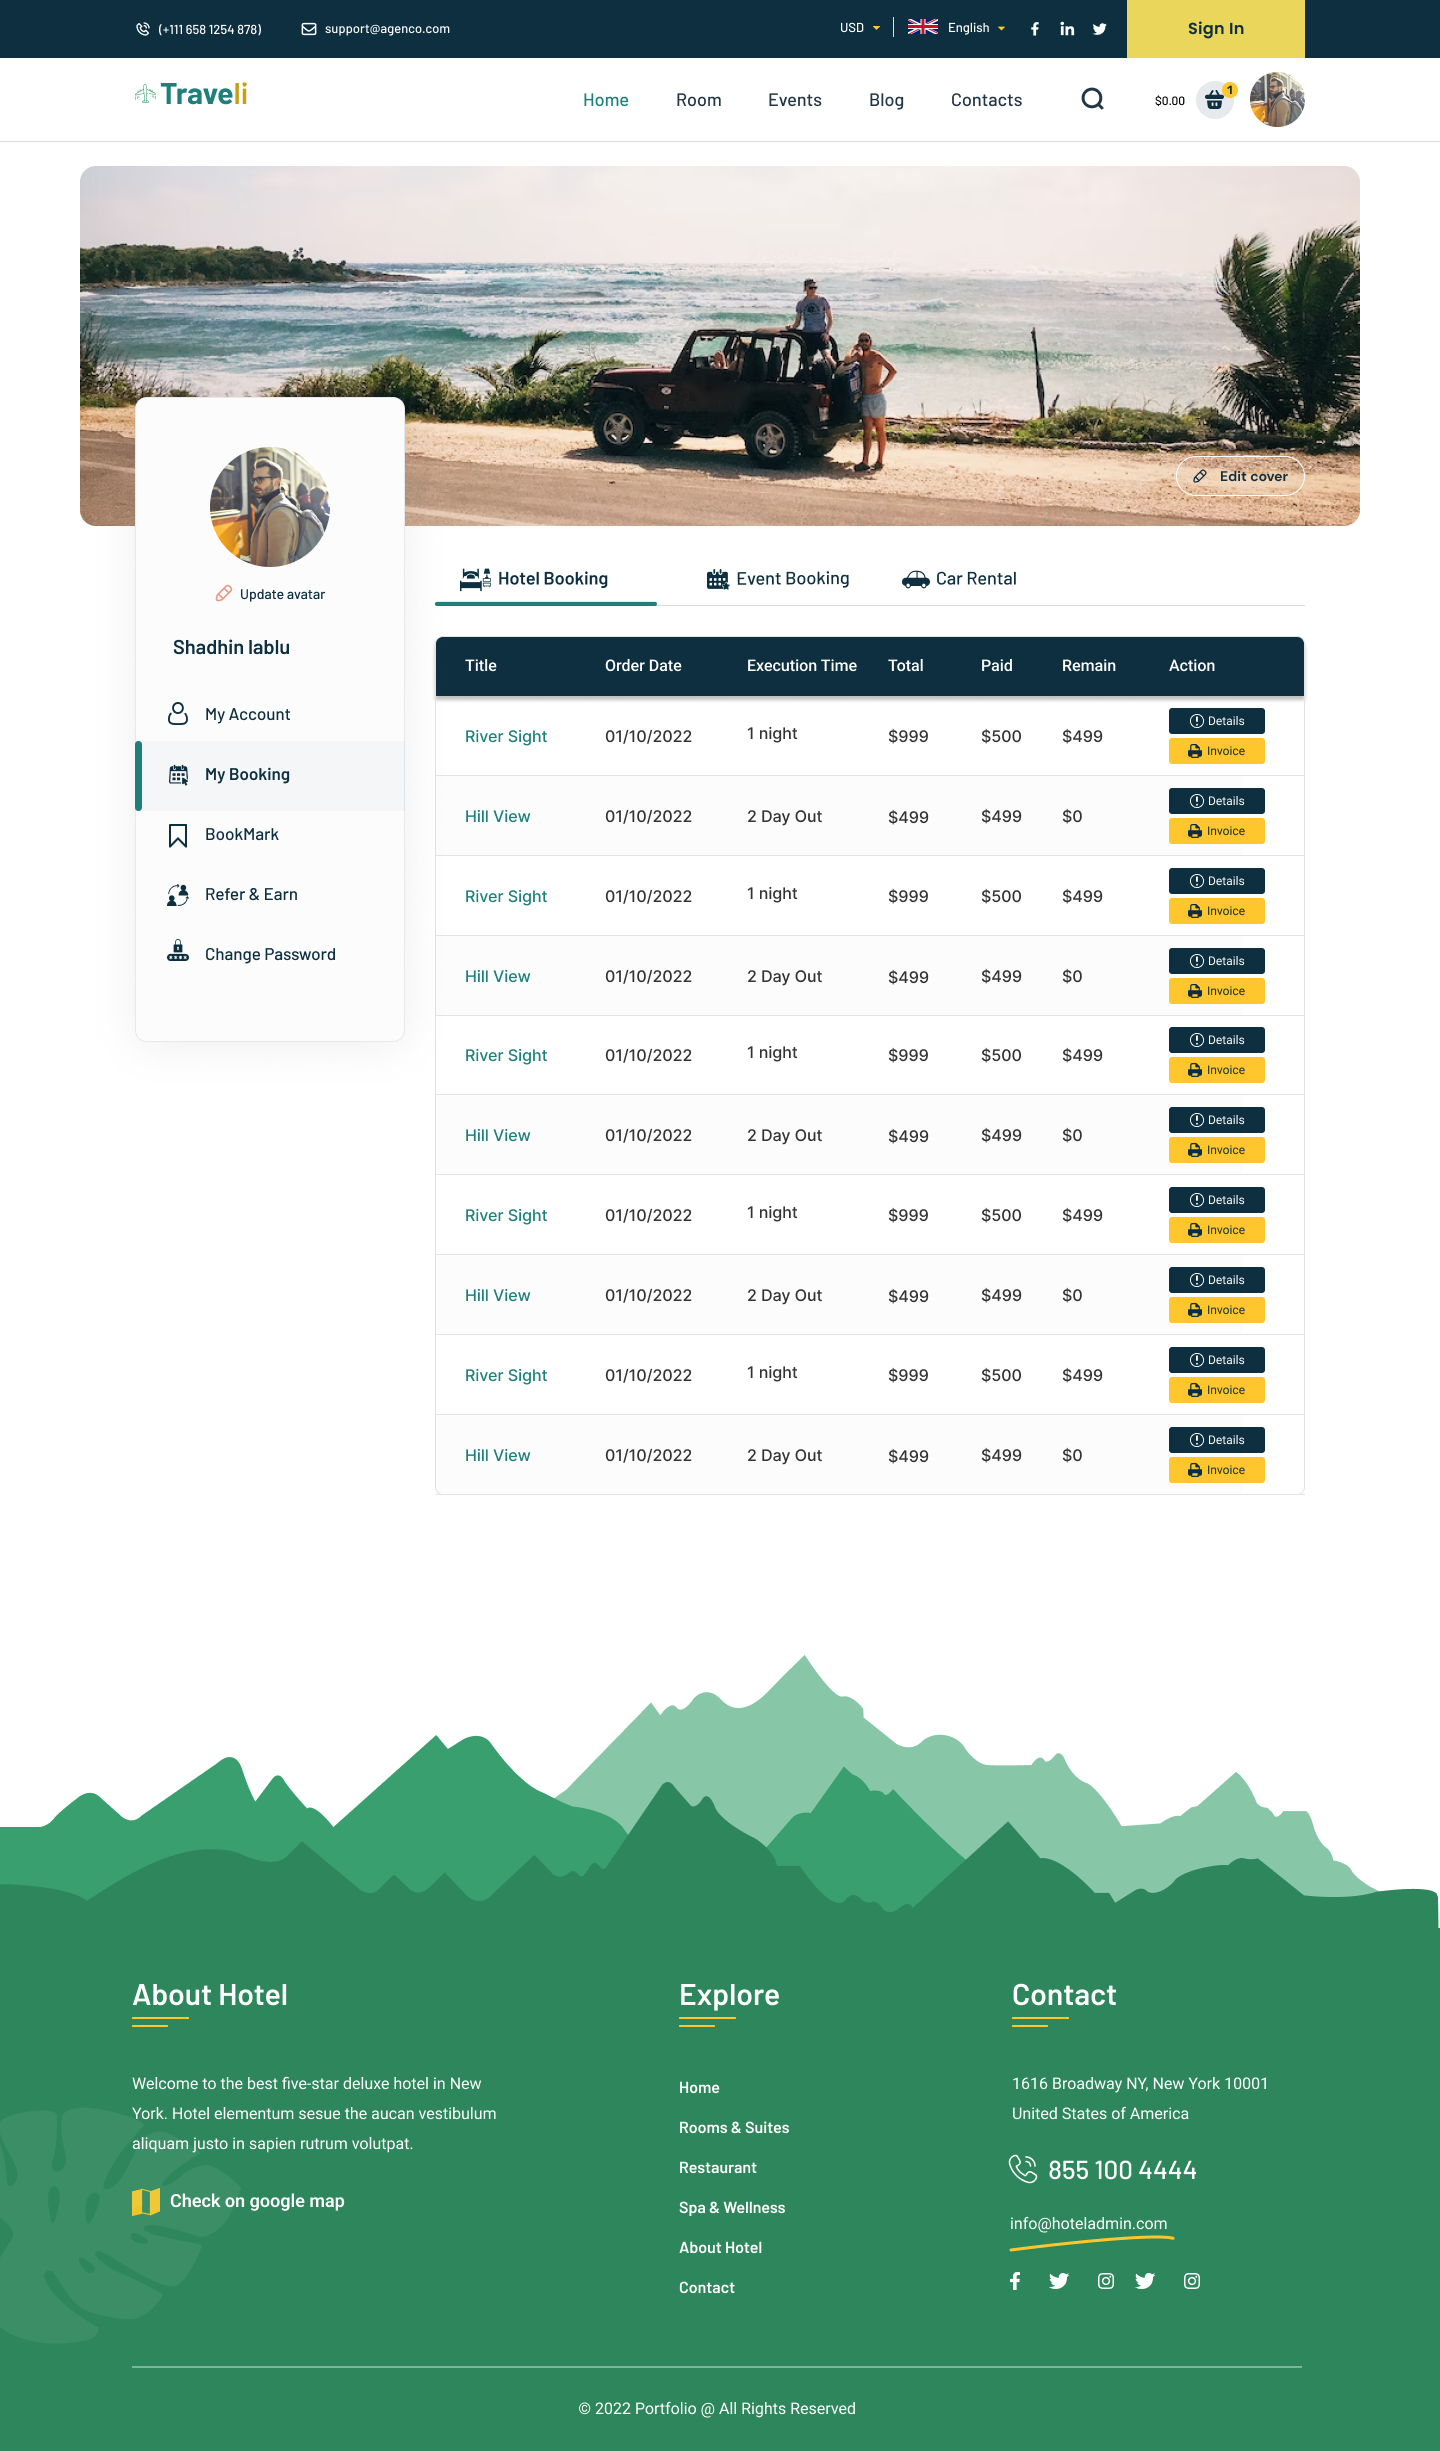 (+111 658 1254 878)
support@agenco.com
USD
English
Sign In
Traveli
Home
Room
Events
Blog
Contacts
$0.00
1
Edit cover
Update avatar
Shadhin lablu
My Account
My Booking
BookMark
Refer & Earn
Change Password
Hotel Booking
Event Booking
Car Rental
Title Order Date Execution Time Total Paid Remain Action
River Sight 01/10/2022 1 night $999 $500 $499 Details
Invoice
Hill View 01/10/2022 2 Day Out $499 $499 $0 Details
Invoice
River Sight 01/10/2022 1 night $999 $500 $499 Details
Invoice
Hill View 01/10/2022 2 Day Out $499 $499 $0 Details
Invoice
River Sight 01/10/2022 1 night $999 $500 $499 Details
Invoice
Hill View 01/10/2022 2 Day Out $499 $499 $0 Details
Invoice
River Sight 01/10/2022 1 night $999 $500 $499 Details
Invoice
Hill View 01/10/2022 2 Day Out $499 $499 $0 Details
Invoice
River Sight 01/10/2022 1 night $999 $500 $499 Details
Invoice
Hill View 01/10/2022 2 Day Out $499 $499 $0 Details
Invoice
About Hotel
Welcome to the best five-star deluxe hotel in New
York. Hotel elementum sesue the aucan vestibulum
aliquam justo in sapien rutrum volutpat.
Check on google map
Explore
Home
Rooms & Suites
Restaurant
Spa & Wellness
About Hotel
Contact
Contact
1616 Broadway NY, New York 10001
United States of America
855 100 4444
info@hoteladmin.com
© 2022 Portfolio @ All Rights Reserved